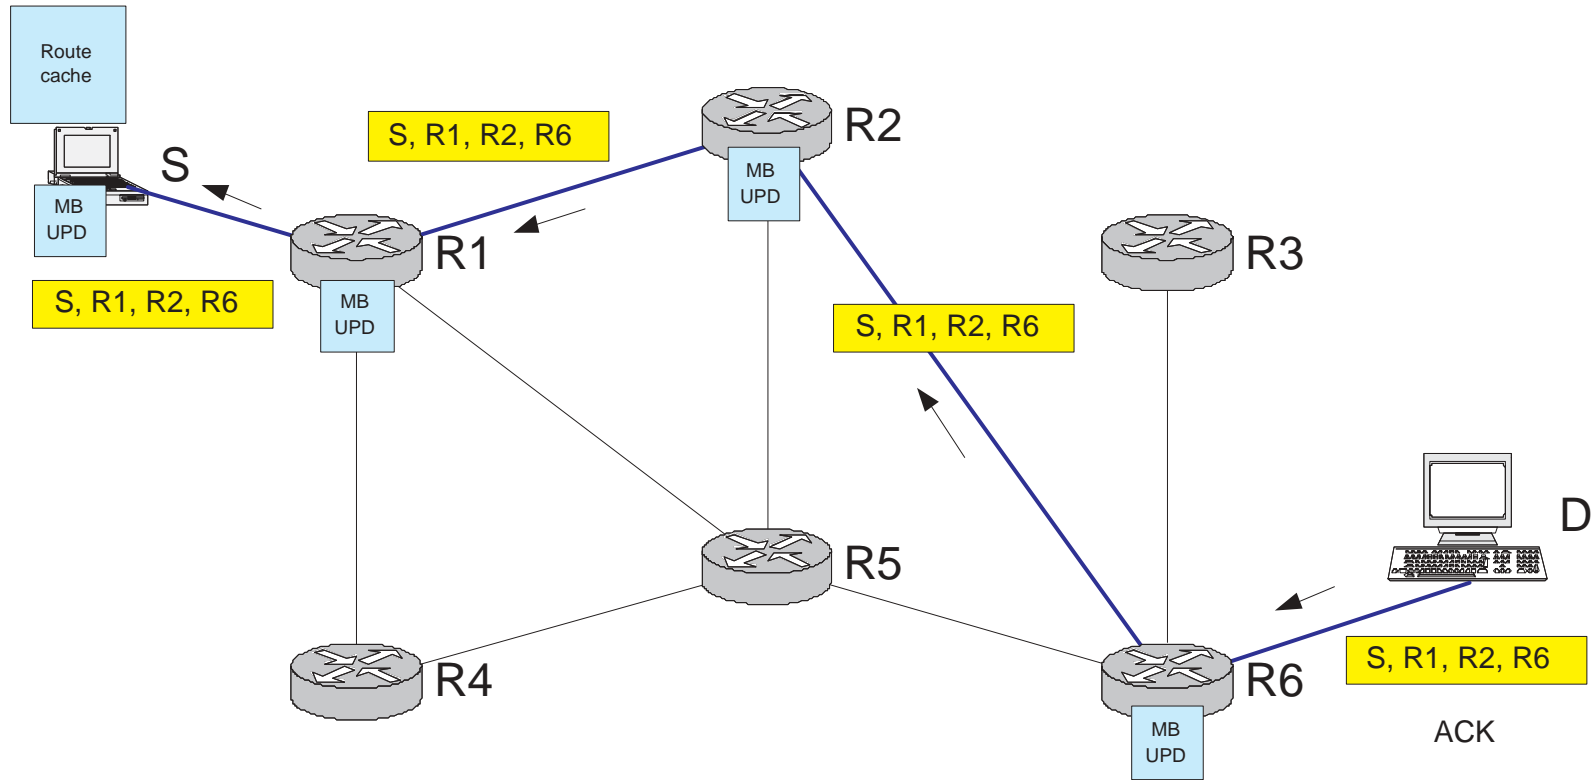 Route
cache
S
MB
UPD
S, R1, R2, R6
S, R1, R2, R6
R1
MB
UPD
R2
MB
UPD
R3
S, R1, R2, R6
R5
R4
D
R6
MB
UPD
S, R1, R2, R6
ACK